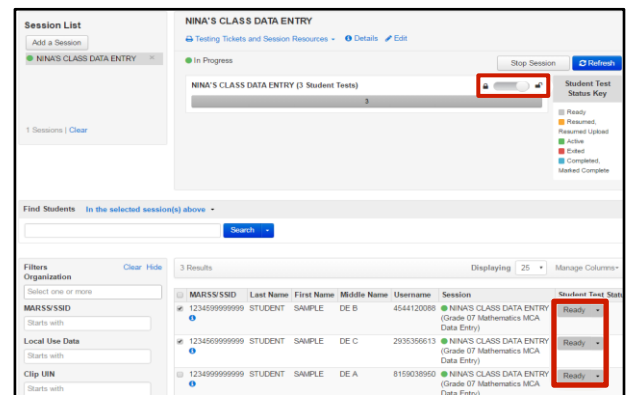 Session List
Add a Session
NINA'S CLASS DATA ENTRY
1 Sessions | Clear
NINA'S CLASS DATA ENTRY
Testing Tickets and Session Resources Details Edit
In Progress
Stop Session Refresh
NINA'S CLASS DATA ENTRY (3 Student Tests)
3
Student Test
Status Key
Ready
Resumed,
Resumed Upload
Active
Exited
Completed,
Marked Complete
Find Students In the selected session(s) above
Search
Filters Clear Hide
Organization
Select one or more
MARSS/SSID
Starts with
Local Use Data
Starts with
Clip UIN
Starts with
3 Results Displaying 25 Manage Columns
MARSS/SSID Last Name First Name Middle Name Username Session Student Test Statu
1234599999999 STUDENT SAMPLE DE B 4544120088 NINA'S CLASS DATA ENTRY Ready
(Grade 07 Mathematics MCA
Data Entry)
1234569999999 STUDENT SAMPLE DE C 2935356613 NINA'S CLASS DATA ENTRY Ready
(Grade 07 Mathematics MCA
Data Entry)
1234999999999 STUDENT SAMPLE DE A 8159038950 NINA'S CLASS DATA ENTRY Ready
(Grade 07 Mathematics MCA
Data Entry)